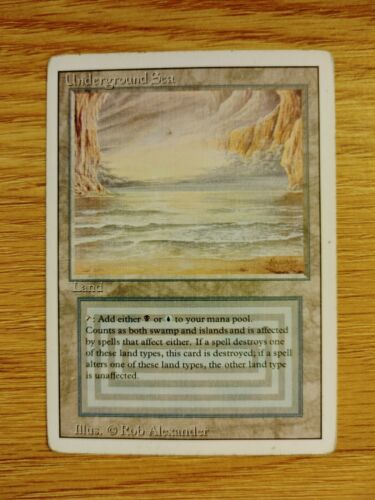 Underground Sea
Land
: Add either or to your mana pool.
Counts as both swamp and islands and is affected
by spells that affect either. If a spell destroys
one of these land types, this card is destroyed; if a spell
alters one of these land types, the other land type
is unaffected.
Illus. © Rob Alexander